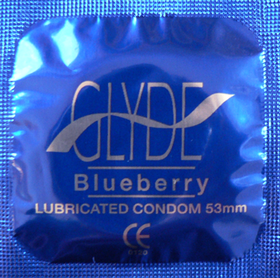 GLYDE
Blueberry
LUBRICATED CONDOM 53mm
CE